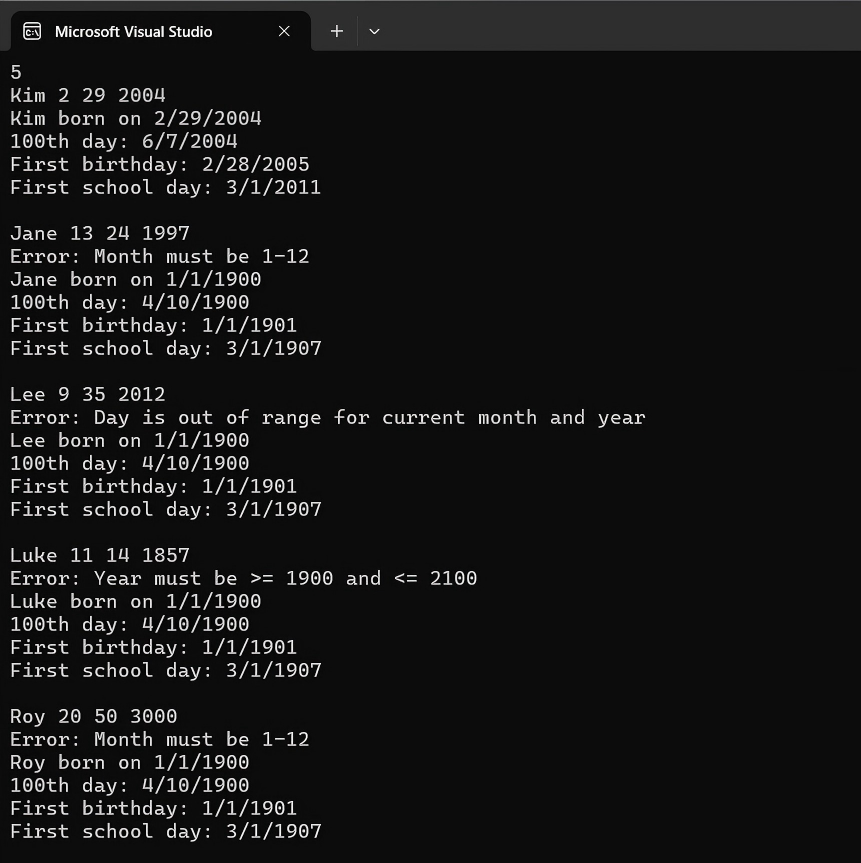 Microsoft Visual Studio
5
Kim 2 29 2004
Kim born on 2/29/2004
100th day: 6/7/2004
First birthday: 2/28/2005
First school day: 3/1/2011
Jane 13 24 1997
Error: Month must be 1-12
Jane born on 1/1/1900
100th day: 4/10/1900
First birthday: 1/1/1901
First school day: 3/1/1907
Lee 9 35 2012
Error: Day is out of range for current month and year
Lee born on 1/1/1900
100th day: 4/10/1900
First birthday: 1/1/1901
First school day: 3/1/1907
Luke 11 14 1857
Error: Year must be >= 1900 and <= 2100
Luke born on 1/1/1900
100th day: 4/10/1900
First birthday: 1/1/1901
First school day: 3/1/1907
Roy 20 50 3000
Error: Month must be 1-12
Roy born on 1/1/1900
100th day: 4/10/1900
First birthday: 1/1/1901
First school day: 3/1/1907